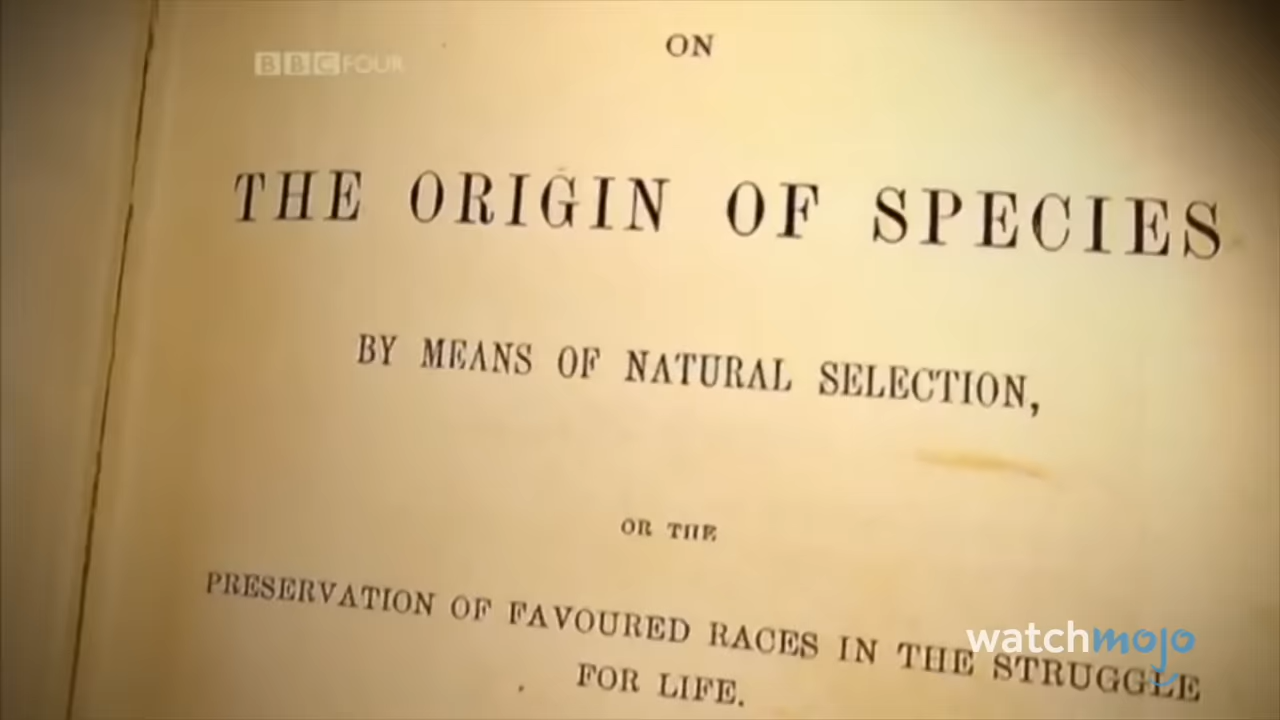 BBC FOUR
ON
THE ORIGIN OF SPECIES
BY MEANS OF NATURAL SELECTION,
OR THE
PRESERVATION OF FAVOURED RACES IN THE STRUGGLE
FOR LIFE.
watchmojo